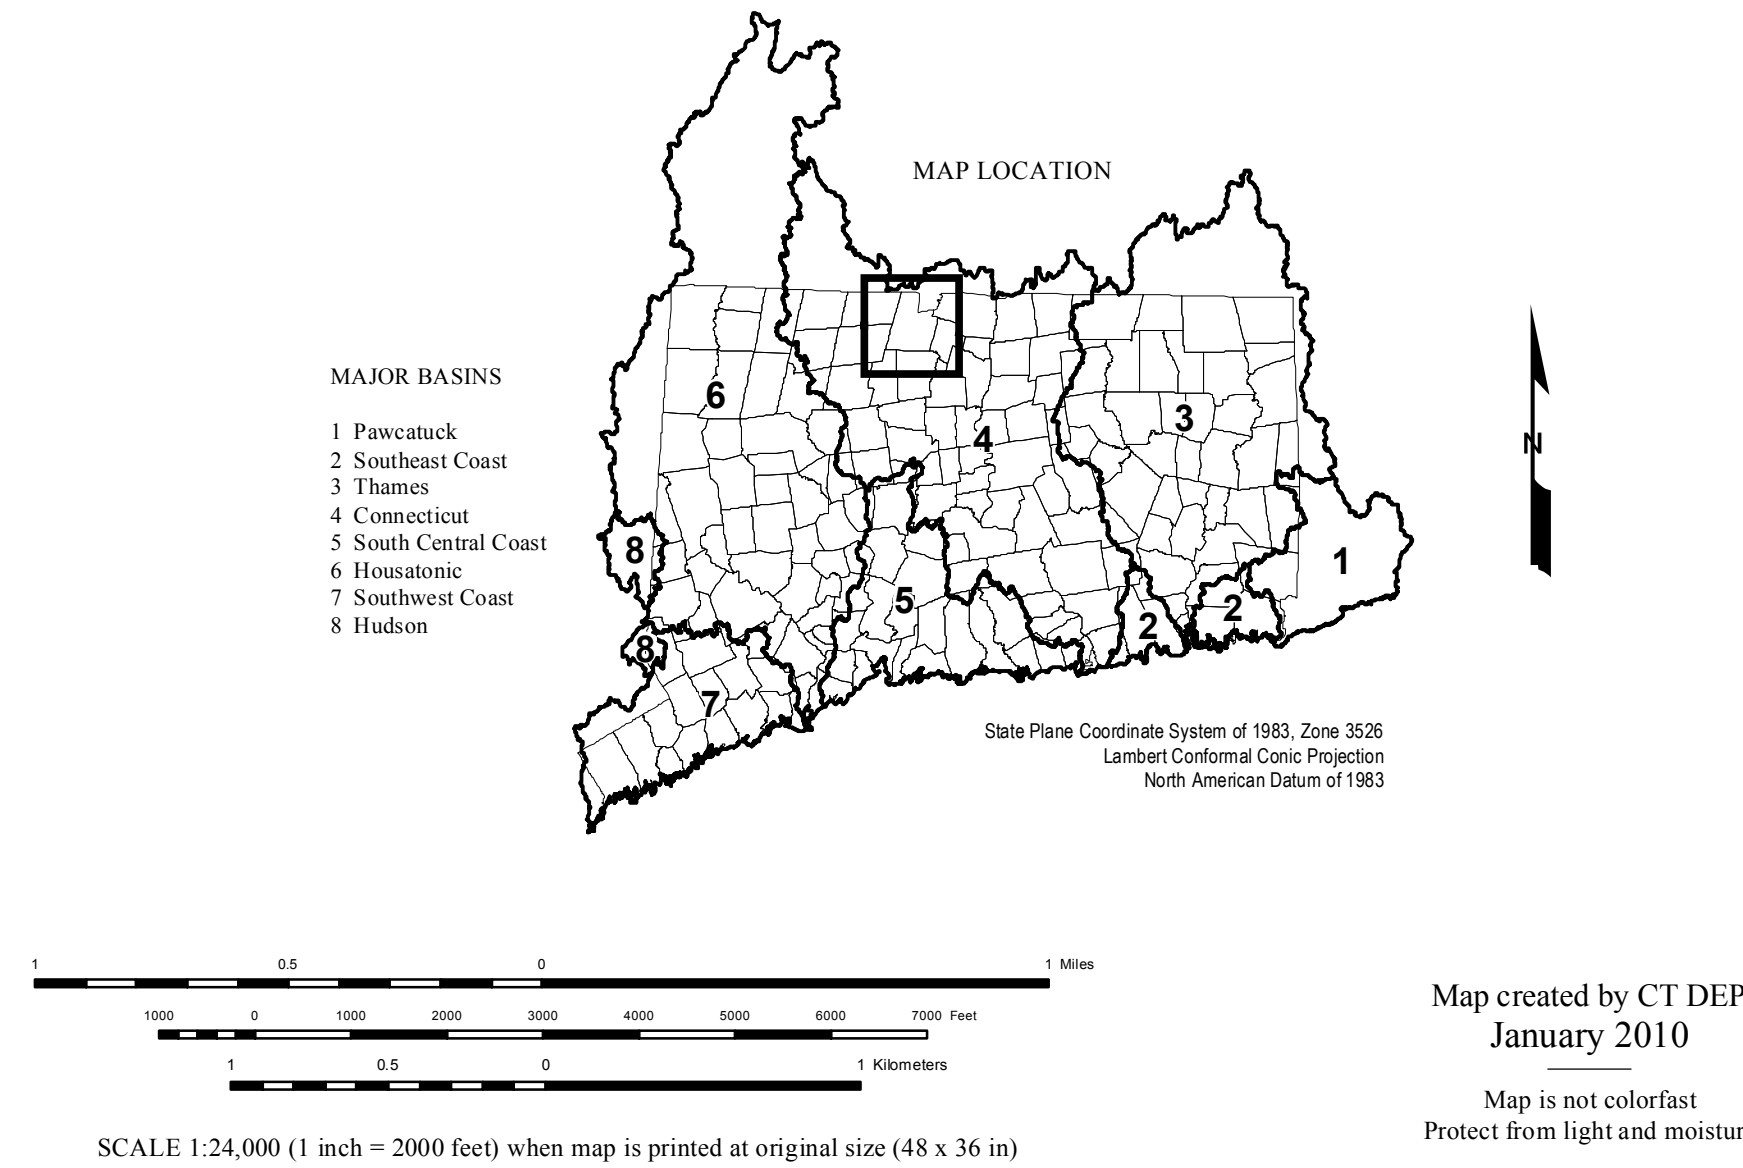 MAP LOCATION
MAJOR BASINS
1 Pawcatuck
2 Southeast Coast
3 Thames
4 Connecticut
5 South Central Coast
6 Housatonic
7 Southwest Coast
8 Hudson
6
3
4
N
8
1
5
2
2
8
7
State Plane Coordinate System of 1983, Zone 3526
Lambert Conformal Conic Projection
North American Datum of 1983
1 0.5 0 1 Miles
1000 0 1000 2000 3000 4000 5000 6000 7000 Feet
1 0.5 0 1 Kilometers
SCALE 1:24,000 (1 inch = 2000 feet) when map is printed at original size (48 x 36 in)
Map created by CT DEP
January 2010
Map is not colorfast
Protect from light and moistur